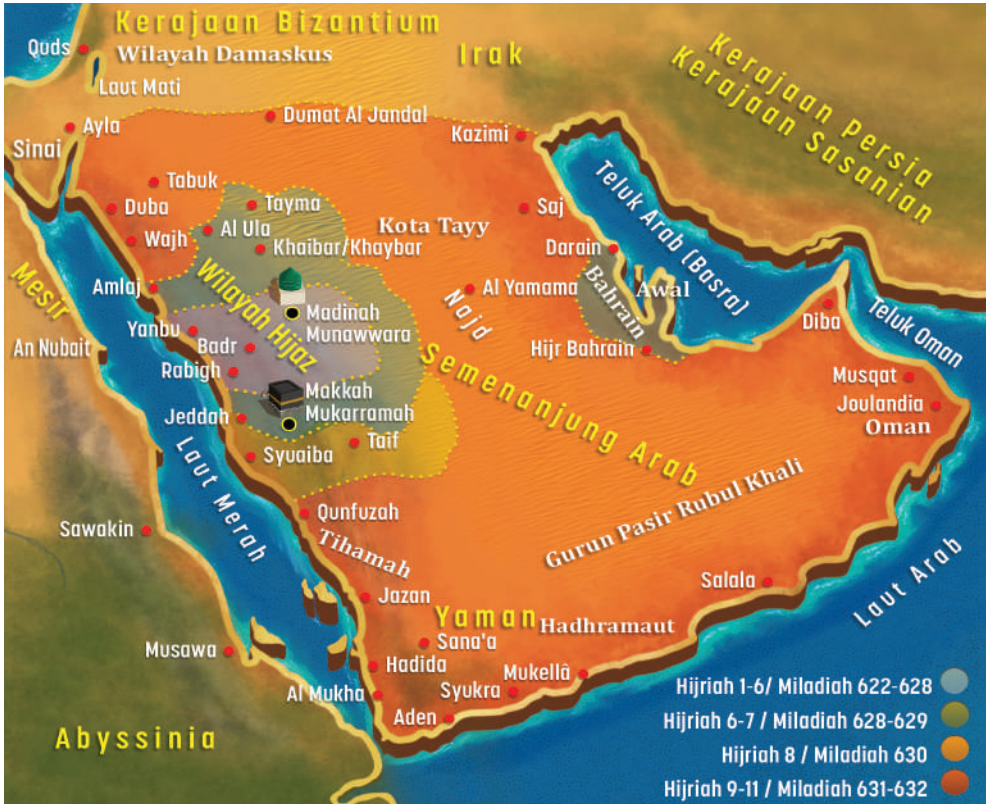 Kerajaan Bizantium
Quds
Wilayah Damaskus
Irak
Kerajaan Persia
Kerajaan Sasanian
Laut Mati
Ayla
Dumat Al Jandal
Kazimi
Sinai
Tabuk
Teluk Arab (Basra)
Duba
Tayma
Saj
Al Ula
Kota Tayy
Wajh
Khaibar/Khaybar
Darain
Mesir
Amlaj
Wilayah Hijaz
Al Yamama
Bahrain
Awal
Najd
Teluk Oman
Madinah
Munawwara
Diba
Yanbu
Badr
An Nubait
Hijr Bahrain
Rabigh
Semenanjung Arab
Musqat
Makkah
Mukarramah
Joulandia
Jeddah
Oman
Taif
Syuaiba
Laut Merah
Gurun Pasir Rubul Khali
Qunfuzah
Sawakin
Tihamah
Laut Arab
Salala
Jazan
Yaman
Hadhramaut
Sana'a
Musawa
Hadida
Mukellâ
Al Mukha
Syukra
Aden
Abyssinia
Hijriah 1-6/ Miladiah 622-628
Hijriah 6-7 / Miladiah 628-629
Hijriah 8 / Miladiah 630
Hijriah 9-11 / Miladiah 631-632